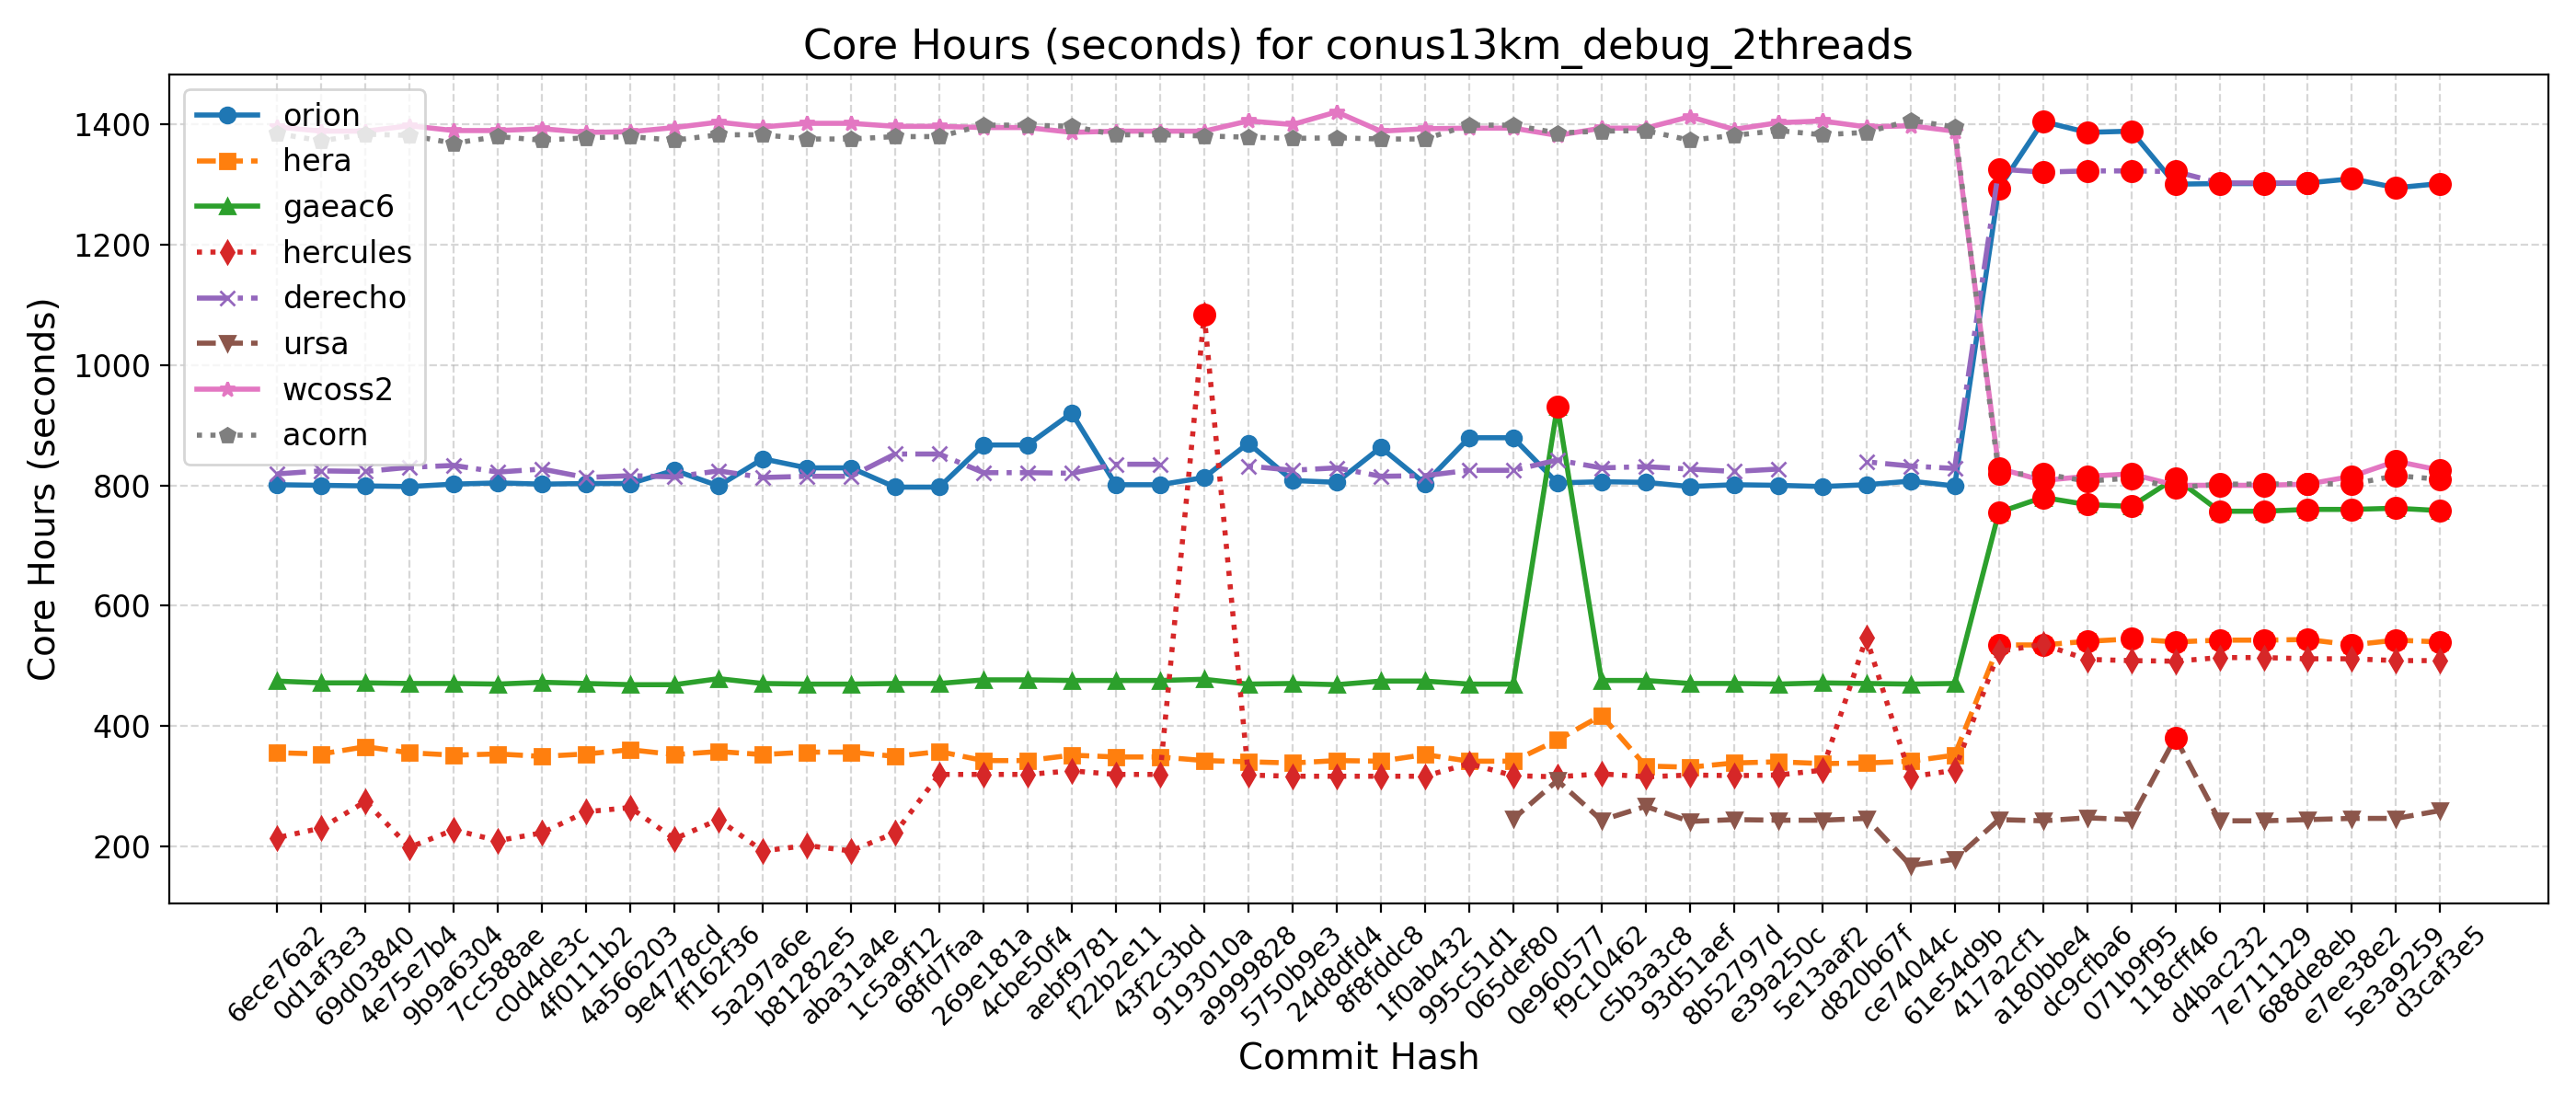 Core Hours (seconds) for conus13km_debug_2threads
Core Hours (seconds)
1400
1200
1000
800
600
400
200
orion
hera
gaeac6
hercules
derecho
ursa
wcoss2
acorn
6ece76a2
0d1af3e3
69d03840
4e75e7b4
9b9a6304
7cc588ae
c0d4de3c
4f0111b2
4a566203
9e4778cd
ff162f36
5a297a6e
b81282e5
aba31a4e
1c5a9f12
68fd7faa
269e181a
4cbe50f4
aebf9781
f22b2e11
43f2c3bd
9193010a
a9999828
5750b9e3
24d8dfd4
8f8fddc8
1f0ab432
995c51d1
065def80
0e960577
f9c10462
c5b3a3c8
93d51aef
8b52797d
e39a250c
5e13aaf2
d820b67f
ce74044c
61e54d9b
417a2cf1
a180bbe4
dc9cfba6
071b9f95
118cff46
d4bac232
7e711129
688de8eb
e7ee38e2
5e3a9259
d3caf3e5
Commit Hash